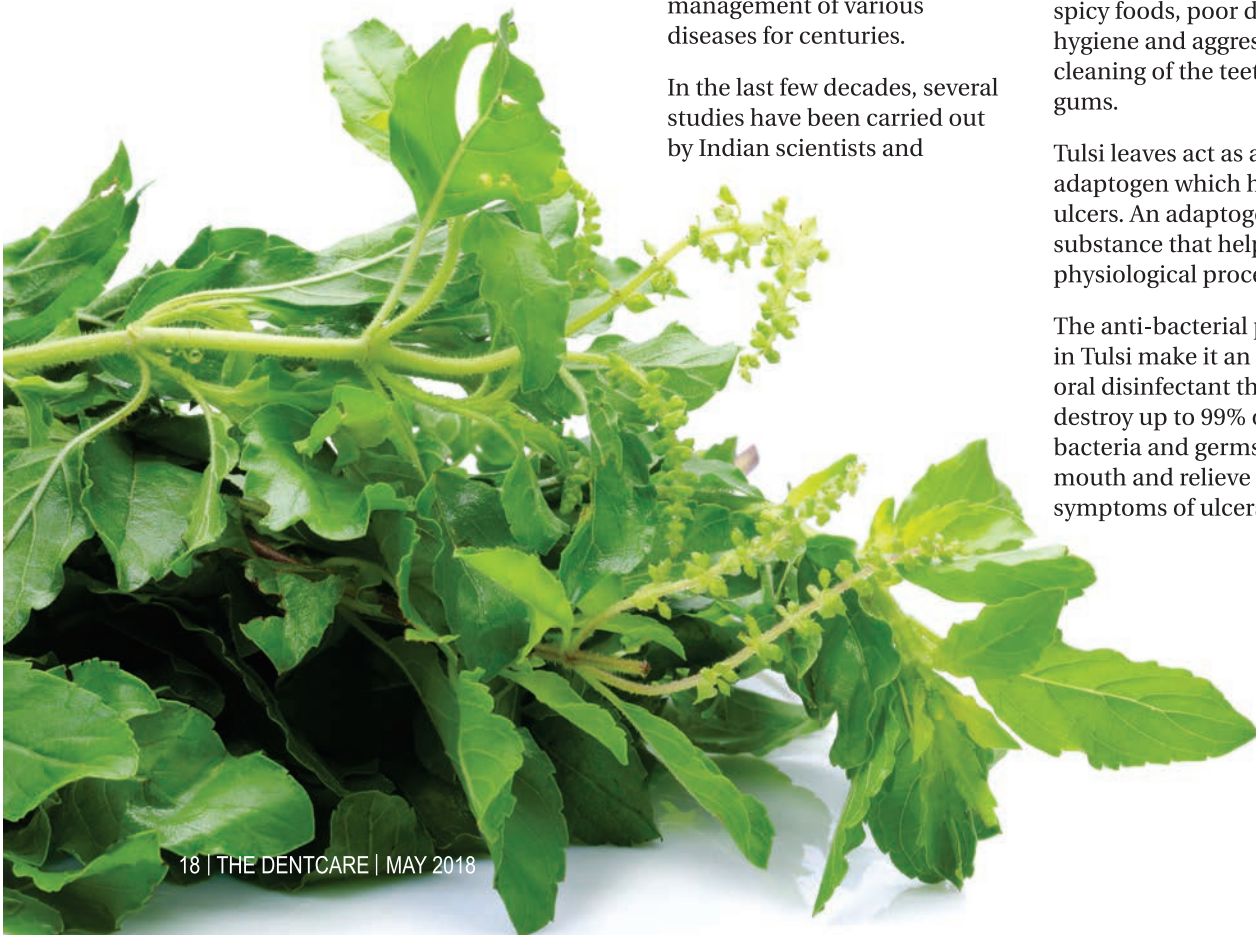 management of various
diseases for centuries.
In the last few decades, several
studies have been carried out
by Indian scientists and
spicy foods, poor d
hygiene and aggres
cleaning of the teet
gums.
Tulsi leaves act as a
adaptogen which h
ulcers. An adaptoge
substance that help
physiological proce
The anti-bacterial p
in Tulsi make it an
oral disinfectant th
destroy up to 99% o
bacteria and germs
mouth and relieve
symptoms of ulcer
18 | THE DENTCARE | MAY 2018